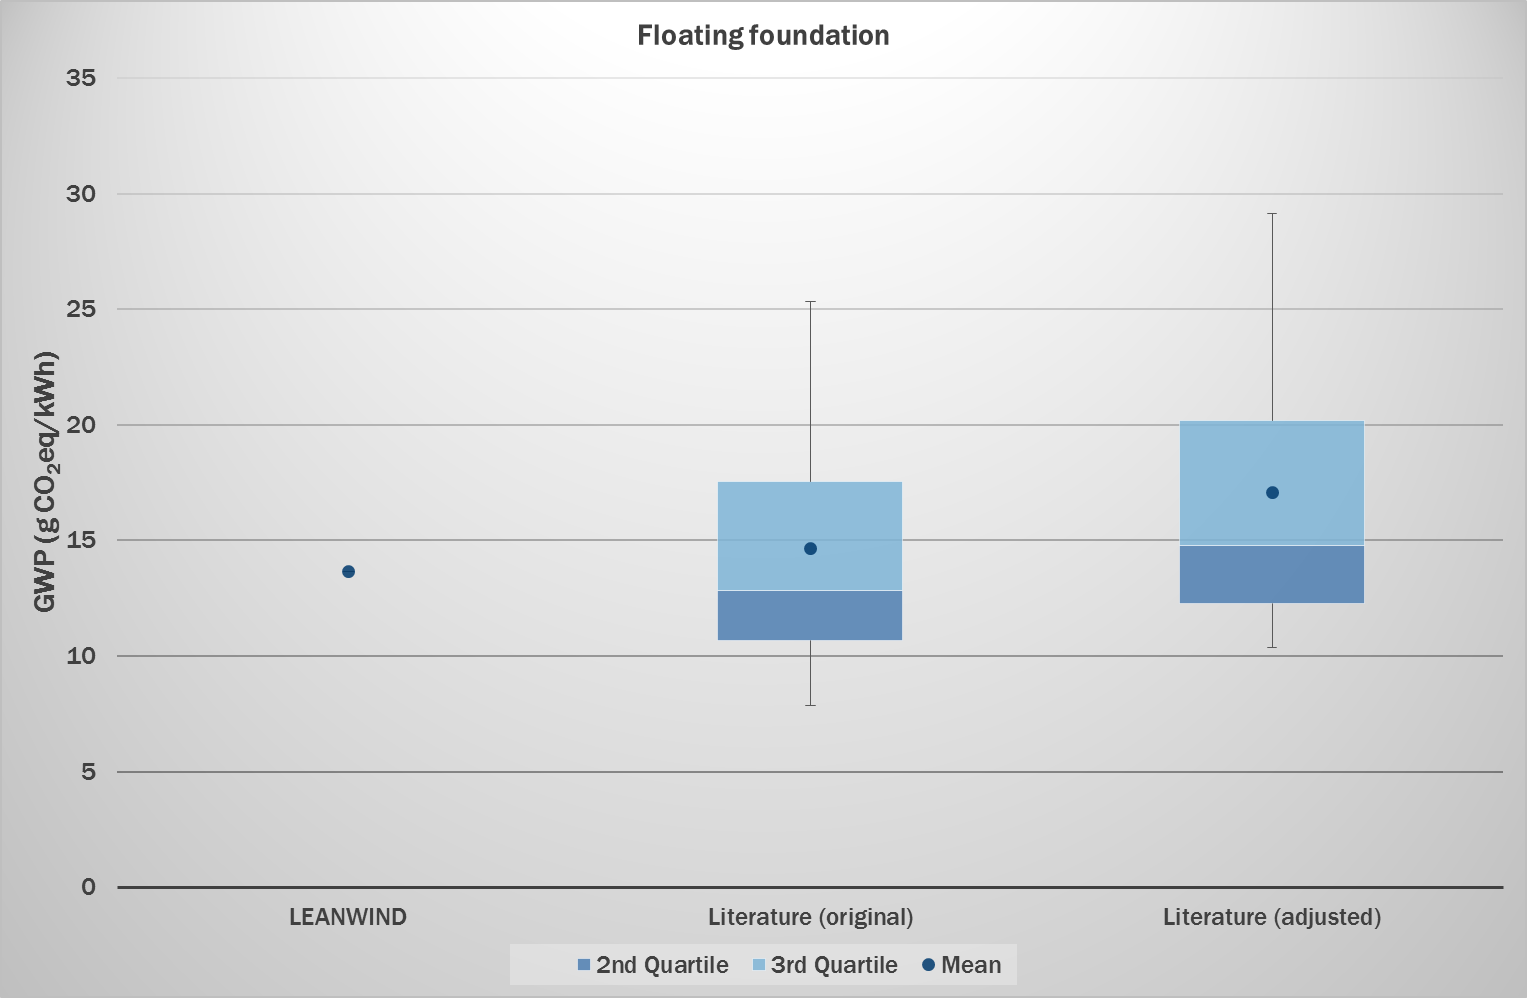 Floating foundation
35
30
25
20
15
10
5
0
GWP (g CO₂eq/kWh)
LEANWIND
Literature (original)
Literature (adjusted)
2nd Quartile
3rd Quartile
Mean